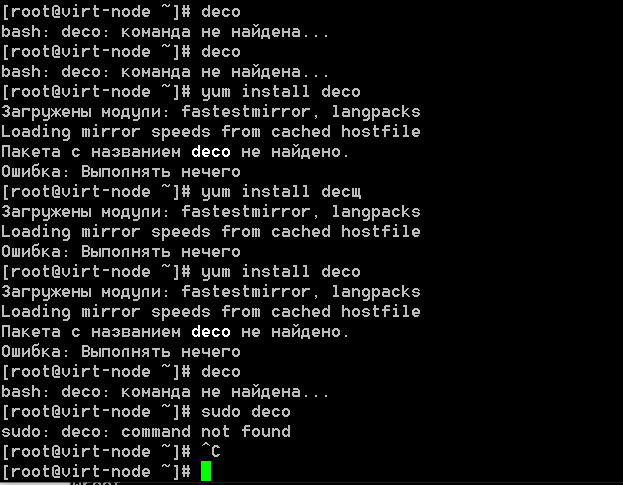 [root@virt-node ~]# deco
bash: deco: команда не найдена...
[root@virt-node ~]# deco
bash: deco: команда не найдена...
[root@virt-node ~]# yum install deco
Загружены модули: fastestmirror, langpacks
Loading mirror speeds from cached hostfile
Пакета с названием deco не найдено.
Ошибка: Выполнять нечего
[root@virt-node ~]# yum install decщ
Загружены модули: fastestmirror, langpacks
Loading mirror speeds from cached hostfile
Ошибка: Выполнять нечего
[root@virt-node ~]# yum install deco
Загружены модули: fastestmirror, langpacks
Loading mirror speeds from cached hostfile
Пакета с названием deco не найдено.
Ошибка: Выполнять нечего
[root@virt-node ~]# deco
bash: deco: команда не найдена...
[root@virt-node ~]# sudo deco
sudo: deco: command not found
[root@virt-node ~]# ^C
[root@virt-node ~]#